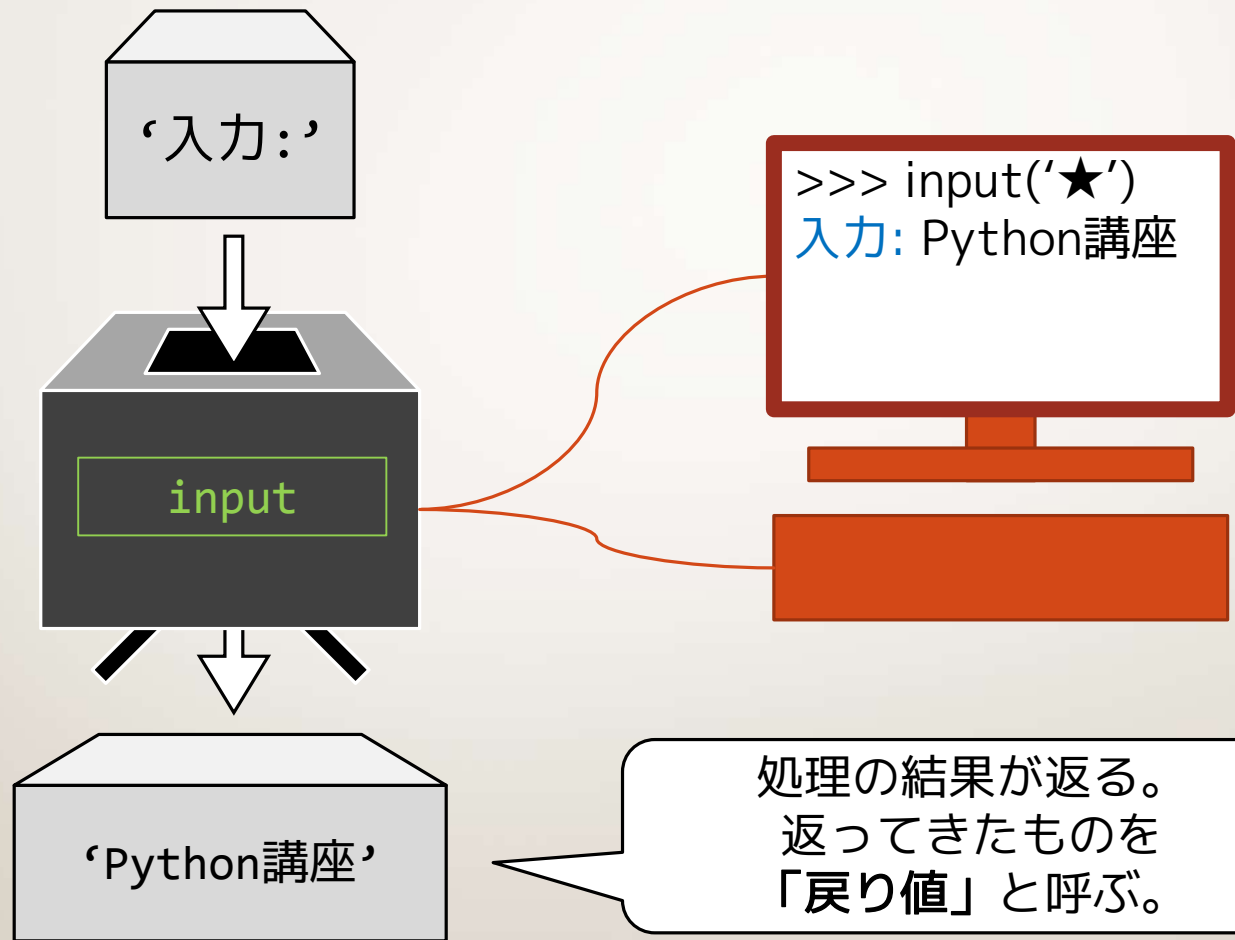 ‘入力:’
>>> input(‘★’)
入力: Python講座
input
‘Python講座’
処理の結果が返る。
返ってきたものを
「戻り値」と呼ぶ。